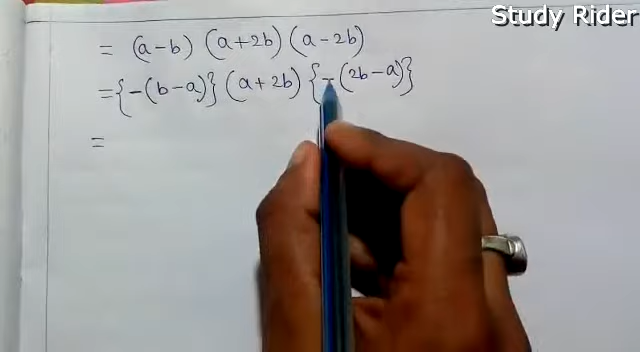 Study Rider
= (a-b) (a+2b) (a-2b)
= {-(b-a)} (a+2b) {-(2b-a)}
=